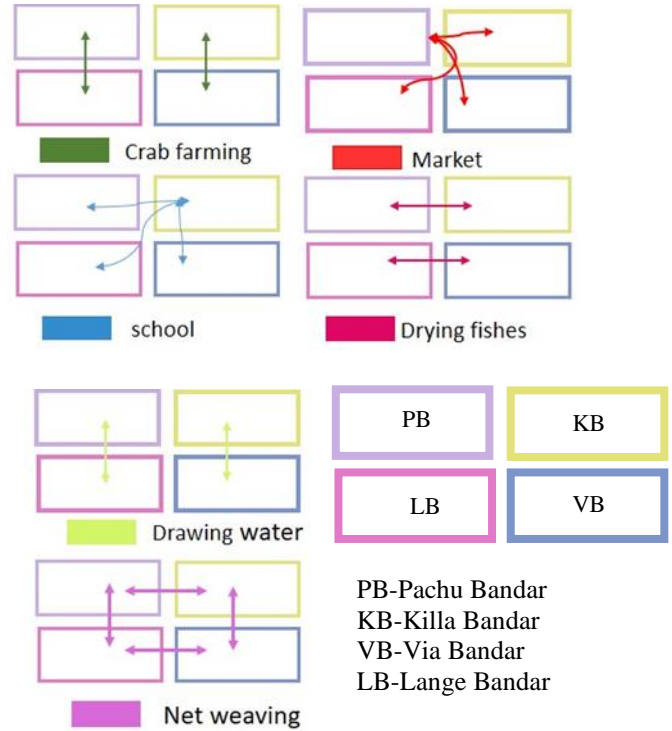 Crab farming
Market
school
Drying fishes
Drawing water
PB
KB
LB
VB
Net weaving
PB-Pachu Bandar
KB-Killa Bandar
VB-Via Bandar
LB-Lange Bandar